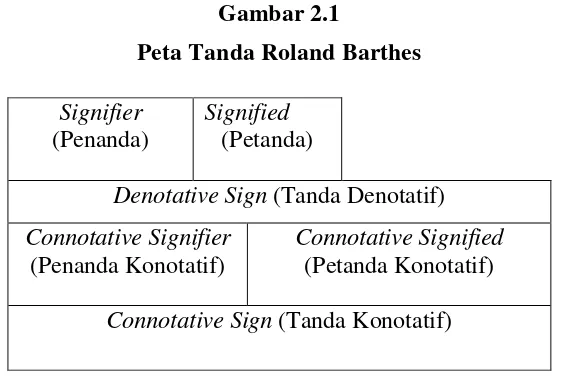 Gambar 2.1
Peta Tanda Roland Barthes
Signifier
(Penanda)
Signified
(Petanda)
Denotative Sign (Tanda Denotatif)
Connotative Signifier
(Penanda Konotatif)
Connotative Signified
(Petanda Konotatif)
Connotative Sign (Tanda Konotatif)